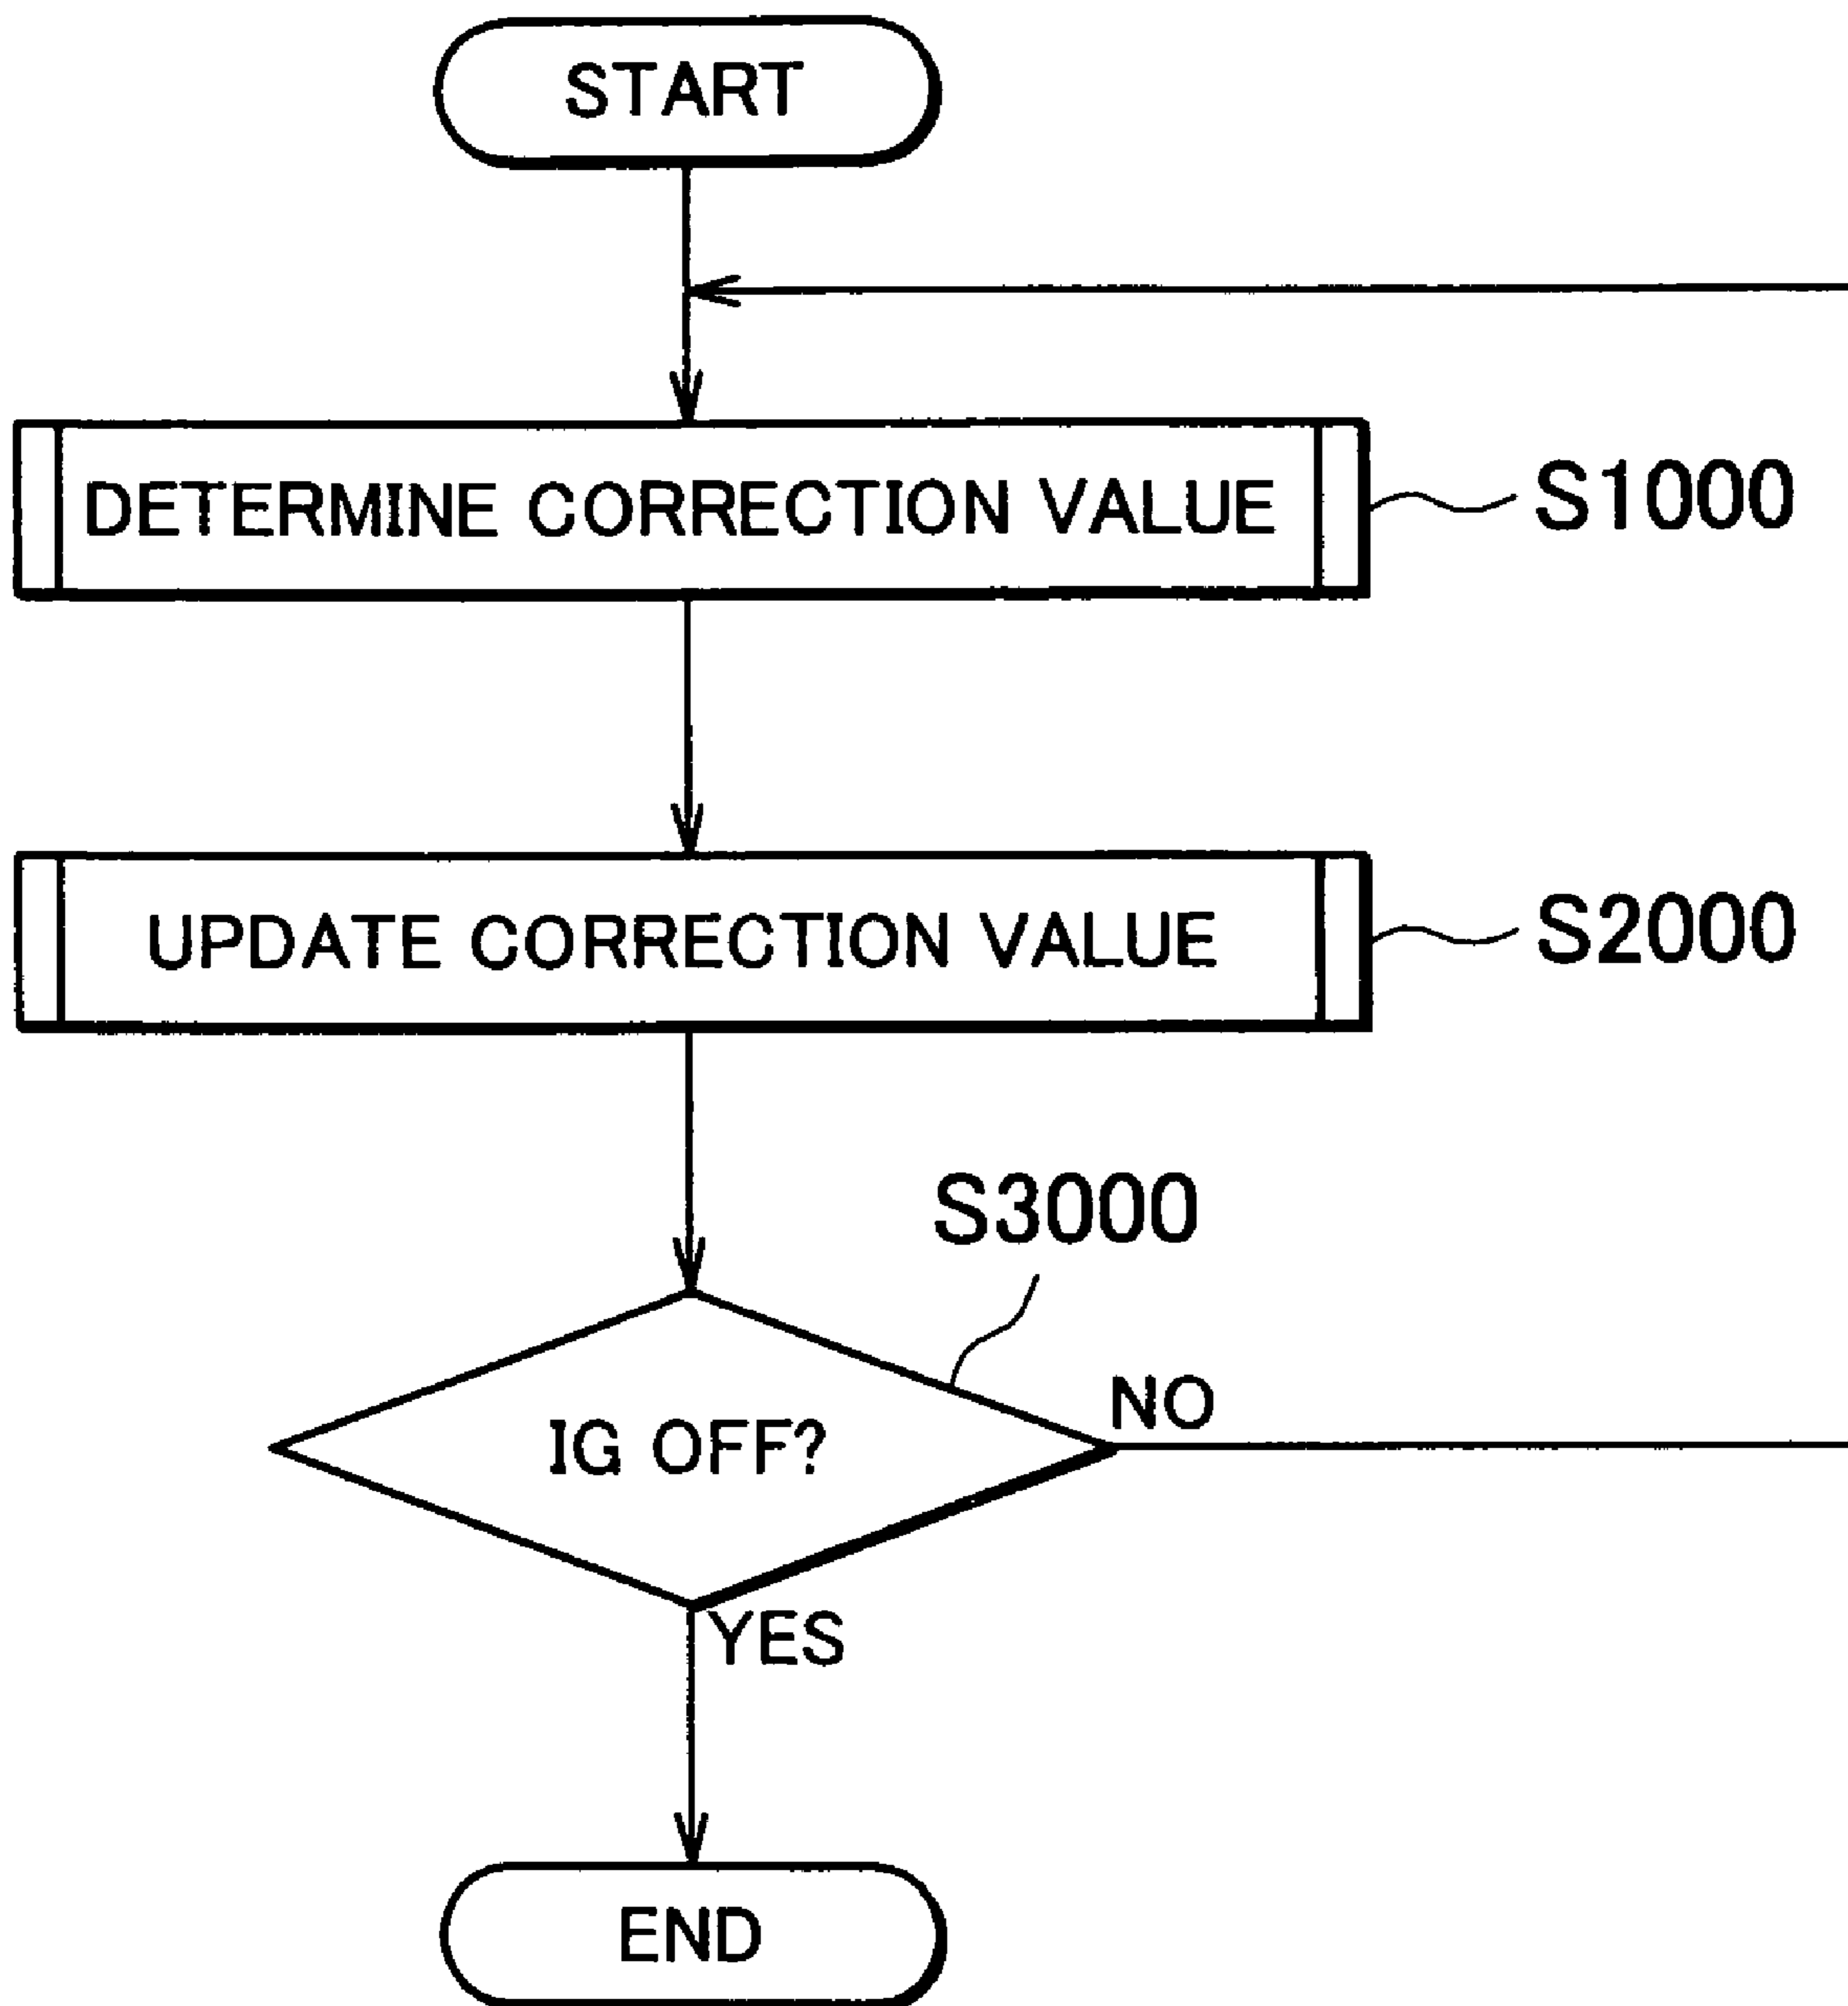 START
DETERMINE CORRECTION VALUE
S1000
UPDATE CORRECTION VALUE
S2000
S3000
IG OFF?
NO
YES
END